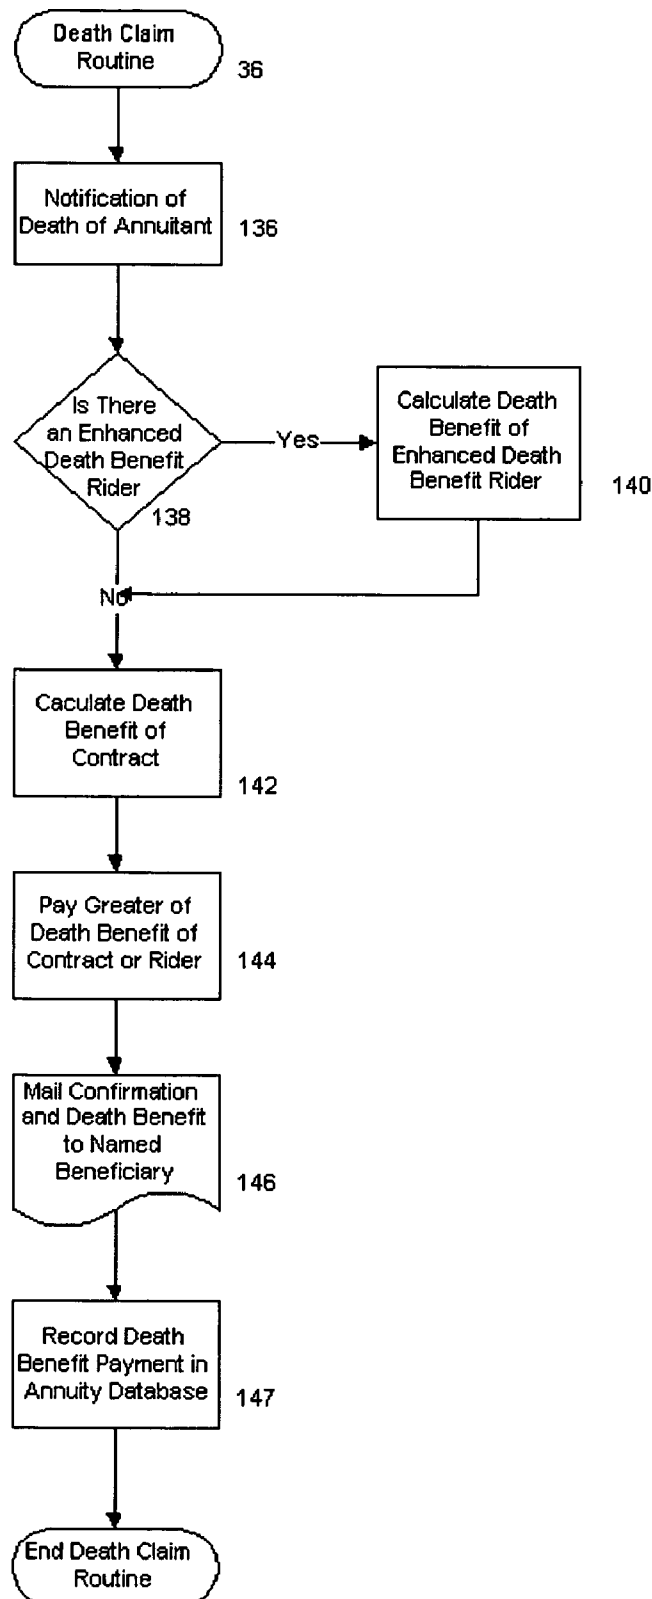 Death Claim
Routine
36
Notification of
Death of Annuitant
136
Is There
an Enhanced
Death Benefit
Rider
138
Yes
Calculate Death
Benefit of
Enhanced Death
Benefit Rider
140
No
Caculate Death
Benefit of
Contract
142
Pay Greater of
Death Benefit of
Contract or Rider
144
Mail Confirmation
and Death Benefit
to Named
Beneficiary
146
Record Death
Benefit Payment in
Annuity Database
147
End Death Claim
Routine